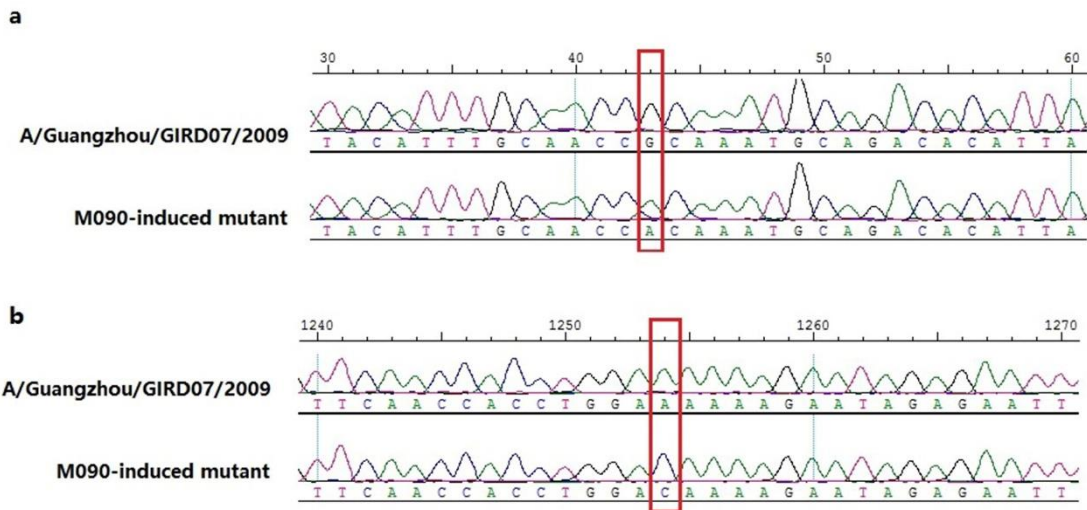 a
30 40 50 60
A/Guangzhou/GIRD07/2009
T A C A T T T G C A A C C G C A A A T G C A G A C A C A T T A
M090-induced mutant
T A C A T T T G C A A C C A C A A A T G C A G A C A C A T T A
b
1240 1250 1260 1270
A/Guangzhou/GIRD07/2009
T T C A A C C A C C T G G A A A A A A G A A T A G A G A A T T
M090-induced mutant
T T C A A C C A C C T G G A C A A A A G A A T A G A G A A T T